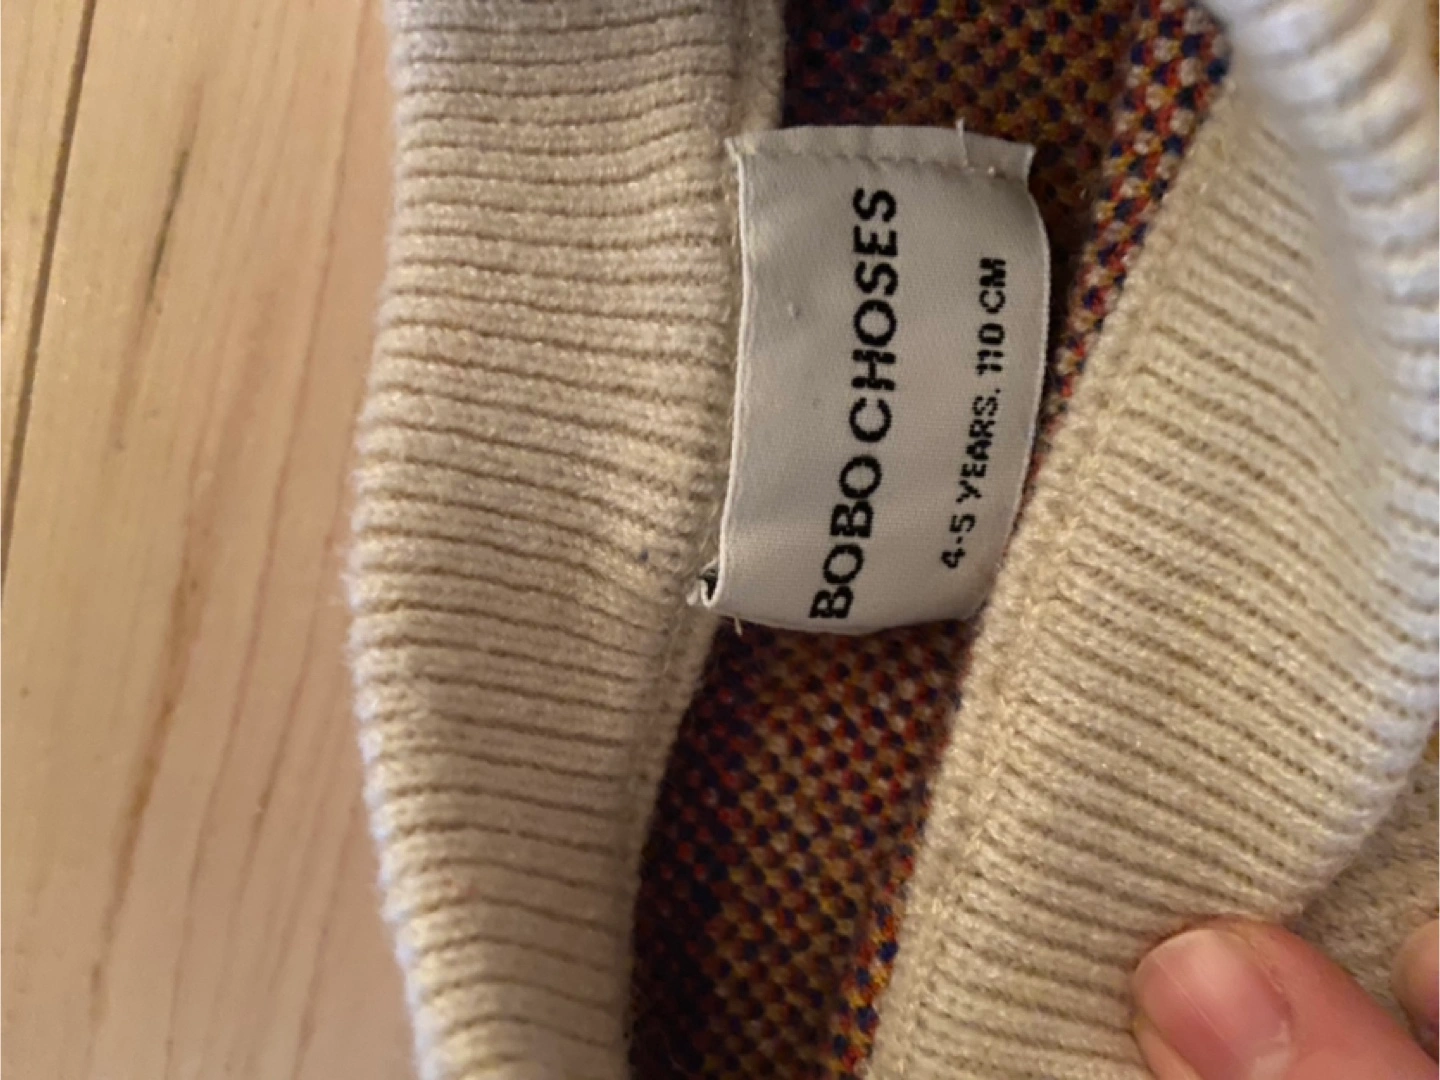 BOBO CHOSES
4-5 YEARS. 110 CM